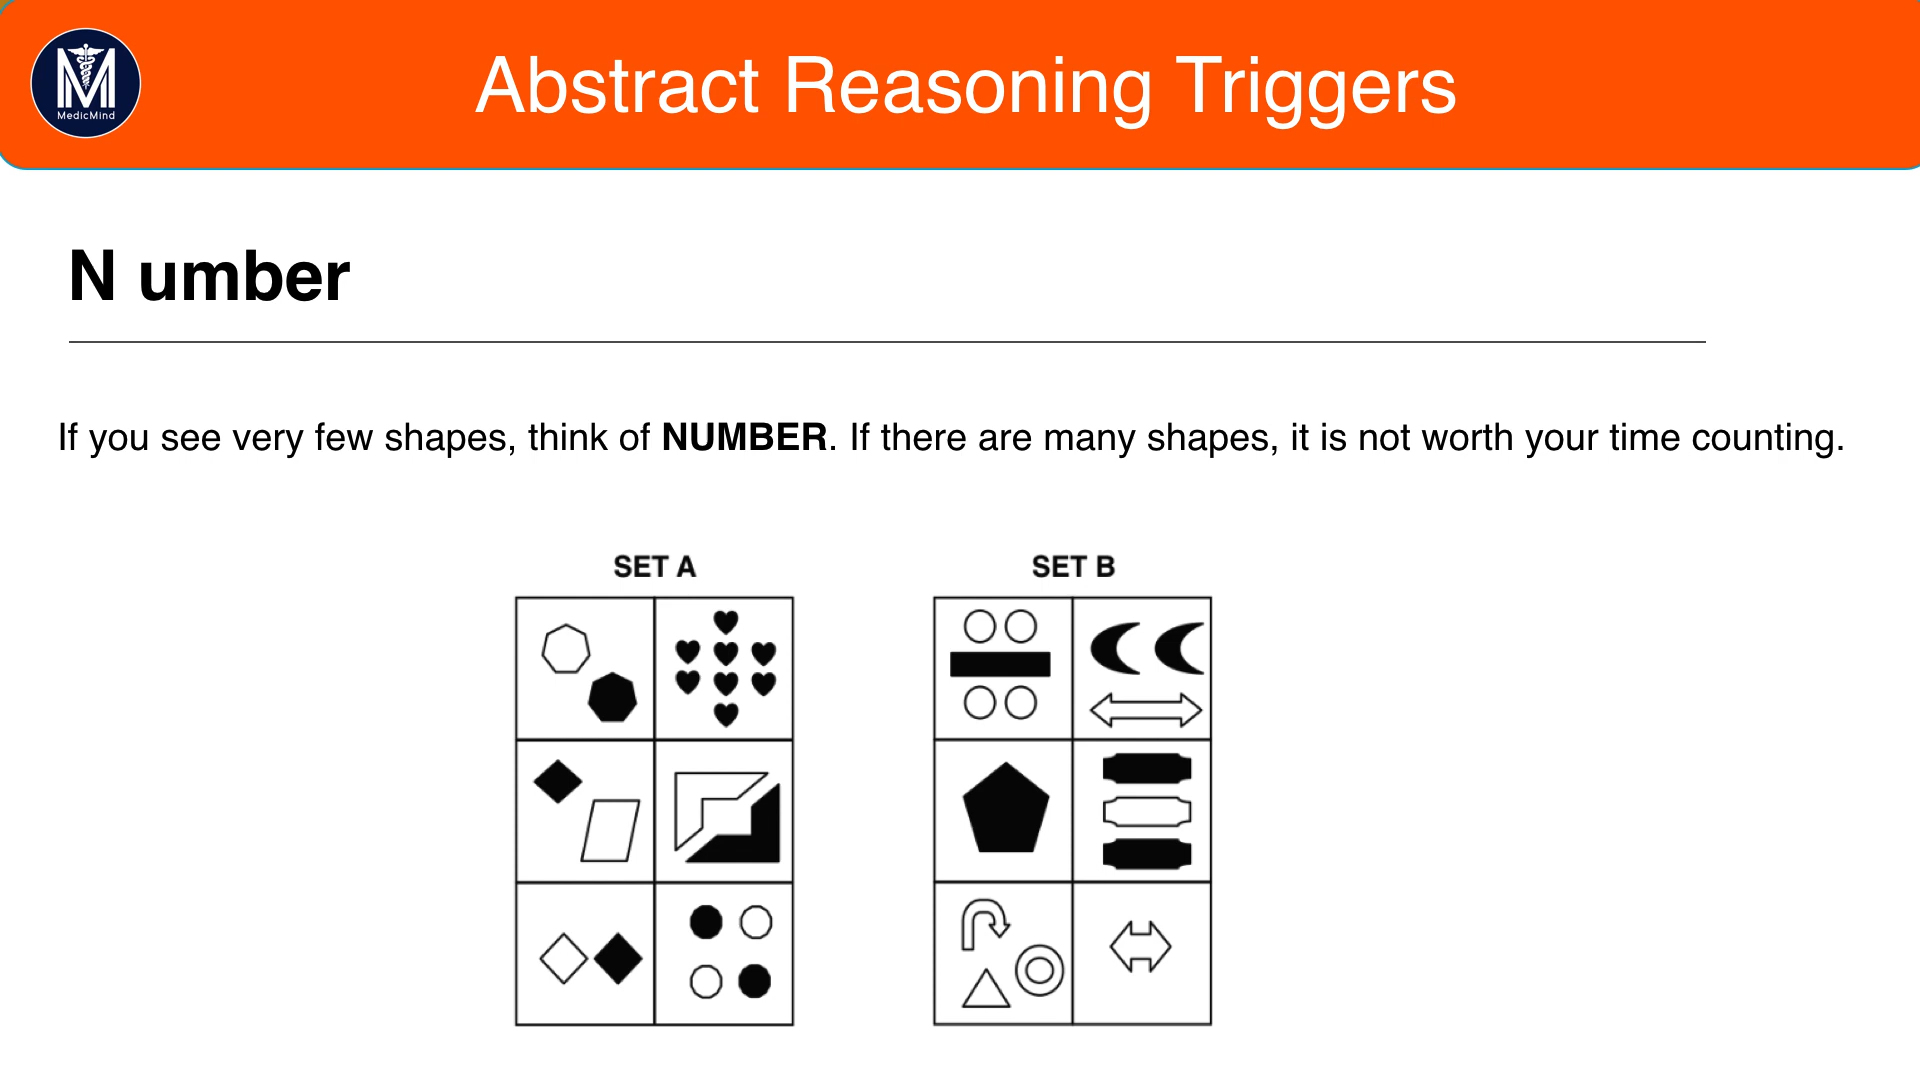 MedicMind
Abstract Reasoning Triggers
N umber
If you see very few shapes, think of NUMBER. If there are many shapes, it is not worth your time counting.
SET A
SET B